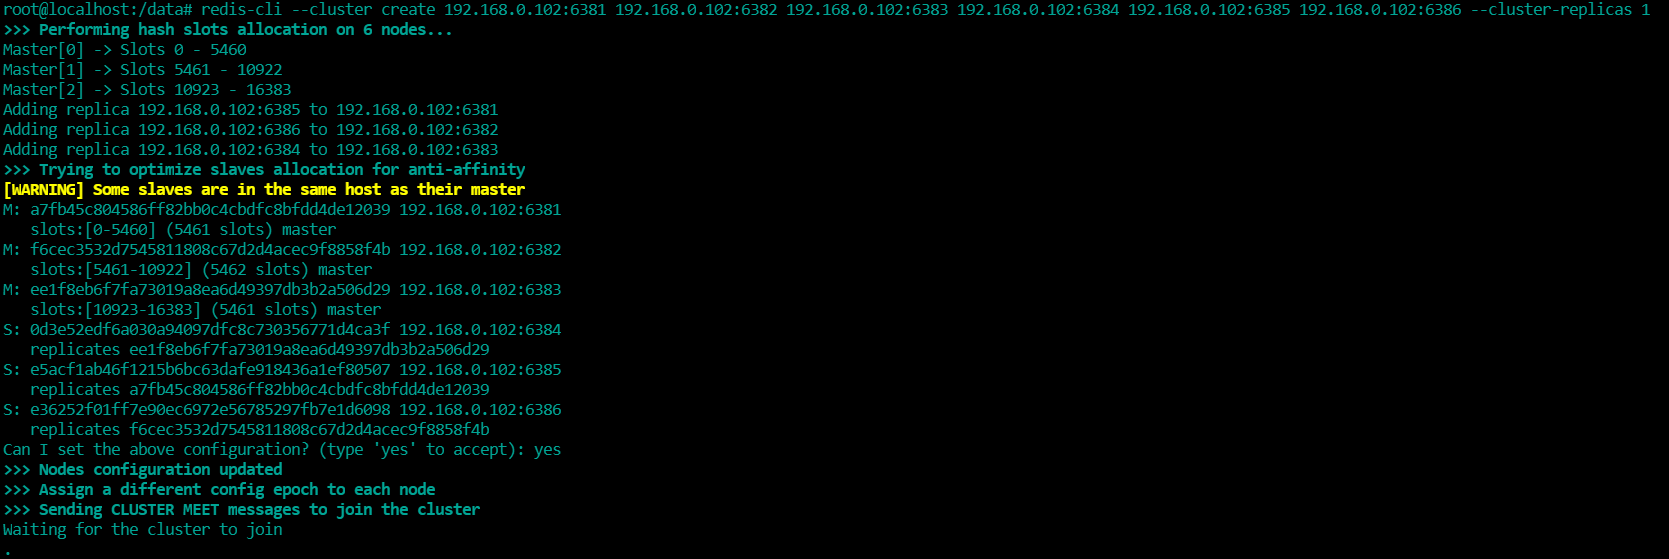 root@localhost:/data# redis-cli --cluster create 192.168.0.102:6381 192.168.0.102:6382 192.168.0.102:6383 192.168.0.102:6384 192.168.0.102:6385 192.168.0.102:6386 --cluster-replicas 1
>>> Performing hash slots allocation on 6 nodes...
Master[0] -> Slots 0 - 5460
Master[1] -> Slots 5461 - 10922
Master[2] -> Slots 10923 - 16383
Adding replica 192.168.0.102:6385 to 192.168.0.102:6381
Adding replica 192.168.0.102:6386 to 192.168.0.102:6382
Adding replica 192.168.0.102:6384 to 192.168.0.102:6383
>>> Trying to optimize slaves allocation for anti-affinity
[WARNING] Some slaves are in the same host as their master
M: a7fb45c804586ff82bb0c4cbdfc8bfdd4de12039 192.168.0.102:6381
   slots:[0-5460] (5461 slots) master
M: f6cec3532d7545811808c67d2d4acec9f8858f4b 192.168.0.102:6382
   slots:[5461-10922] (5462 slots) master
M: ee1f8eb6f7fa73019a8ea6d49397db3b2a506d29 192.168.0.102:6383
   slots:[10923-16383] (5461 slots) master
S: 0d3e52edf6a030a94097dfc8c730356771d4ca3f 192.168.0.102:6384
   replicates ee1f8eb6f7fa73019a8ea6d49397db3b2a506d29
S: e5acf1ab46f1215b6bc63dafe918436a1ef80507 192.168.0.102:6385
   replicates a7fb45c804586ff82bb0c4cbdfc8bfdd4de12039
S: e36252f01ff7e90ec6972e56785297fb7e1d6098 192.168.0.102:6386
   replicates f6cec3532d7545811808c67d2d4acec9f8858f4b
Can I set the above configuration? (type 'yes' to accept): yes
>>> Nodes configuration updated
>>> Assign a different config epoch to each node
>>> Sending CLUSTER MEET messages to join the cluster
Waiting for the cluster to join
.